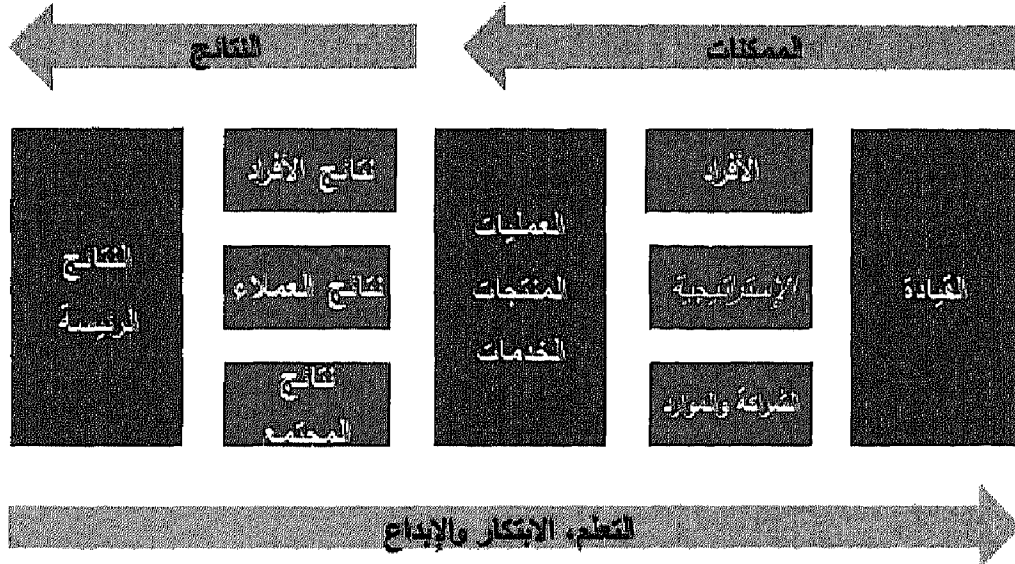 الممكنات
النتائج
القيادة
الأفراد
الإستراتيجية
الشراكة والموارد
العمليات
المنتجات
الخدمات
نتائج الأفراد
نتائج العملاء
نتائج
المجتمع
النتائج
الرئيسة
التعلم، الابتكار والإبداع